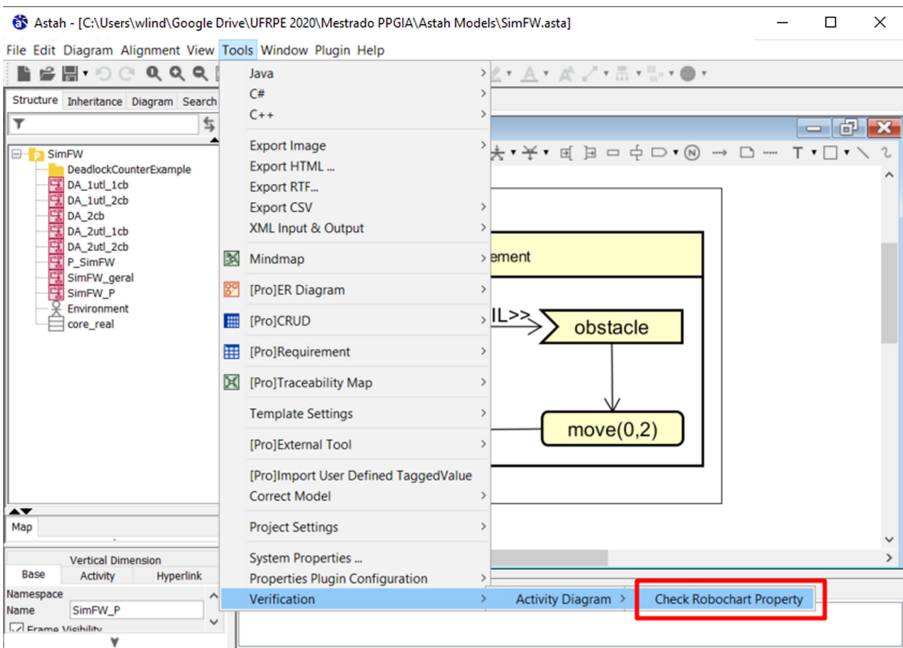 Astah - [C:\Users\wlind\Google Drive\UFRPE 2020\Mestrado PPGIA\Astah Models\SimFW.asta]
File Edit Diagram Alignment View Tools Window Plugin Help
Structure Inheritance Diagram Search
SimFW
DeadlockCounterExample
DA_1utl_1cb
DA_1utl_2cb
DA_2cb
DA_2utl_1cb
DA_2utl_2cb
P_SimFW
SimFW_geral
SimFW_P
Environment
core_real
Map
Vertical Dimension
Base Activity Hyperlink
Namespace
Name SimFW_P
Frame Visibility
Java
C#
C++
Export Image
Export HTML ...
Export RTF...
Export CSV
XML Input & Output
Mindmap
[Pro]ER Diagram
[Pro]CRUD
[Pro]Requirement
[Pro]Traceability Map
Template Settings
[Pro]External Tool
[Pro]Import User Defined TaggedValue
Correct Model
Project Settings
System Properties ...
Properties Plugin Configuration
Verification
Activity Diagram
Check Robochart Property
N
T
ement
IL>>
obstacle
move(0,2)